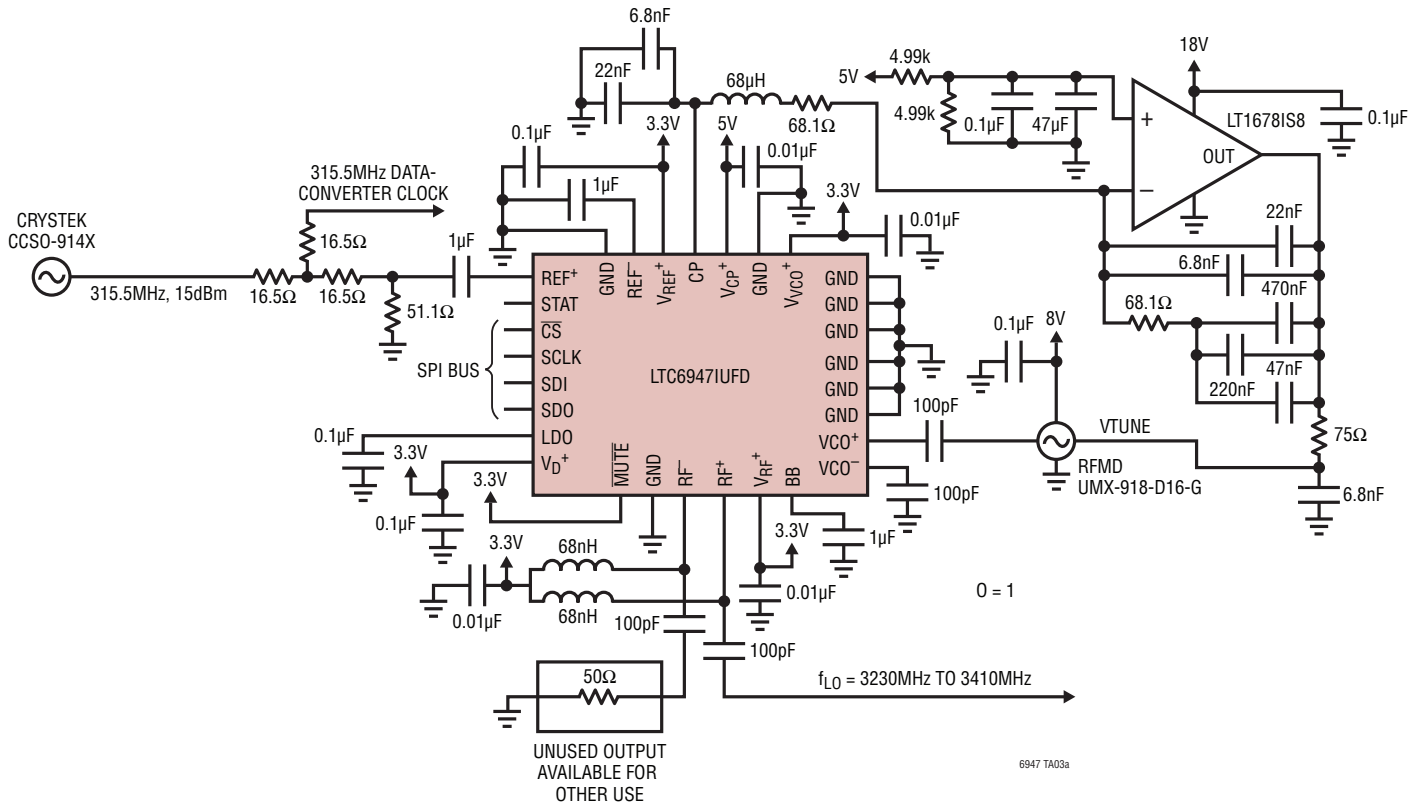 6.8nF
22nF
68µH
68.1Ω
0.1µF
3.3V
5V
0.01µF
1µF
3.3V
0.01µF
5V
4.99k
4.99k
0.1µF
47µF
18V
LT1678IS8
0.1µF
+
OUT
–
22nF
6.8nF
470nF
68.1Ω
47nF
220nF
75Ω
6.8nF
CRYSTEK
CCSO-914X
315.5MHz DATA-
CONVERTER CLOCK
16.5Ω
1µF
315.5MHz, 15dBm
16.5Ω
16.5Ω
51.1Ω
REF+
GND
REF–
VREF+
CP
VCP+
GND
VVCO+
STAT
CS
SCLK
SDI
SDO
LDO
VD+
SPI BUS
LTC6947IUFD
GND
GND
GND
GND
GND
GND
VCO+
VCO–
MUTE
GND
RF–
RF+
VRF+
BB
100pF
100pF
0.1µF
8V
VTUNE
RFMD
UMX-918-D16-G
0.1µF
3.3V
0.1µF
3.3V
3.3V
68nH
68nH
0.01µF
100pF
100pF
3.3V
1µF
0.01µF
O = 1
50Ω
fLO = 3230MHz TO 3410MHz
UNUSED OUTPUT
AVAILABLE FOR
OTHER USE
6947 TA03a